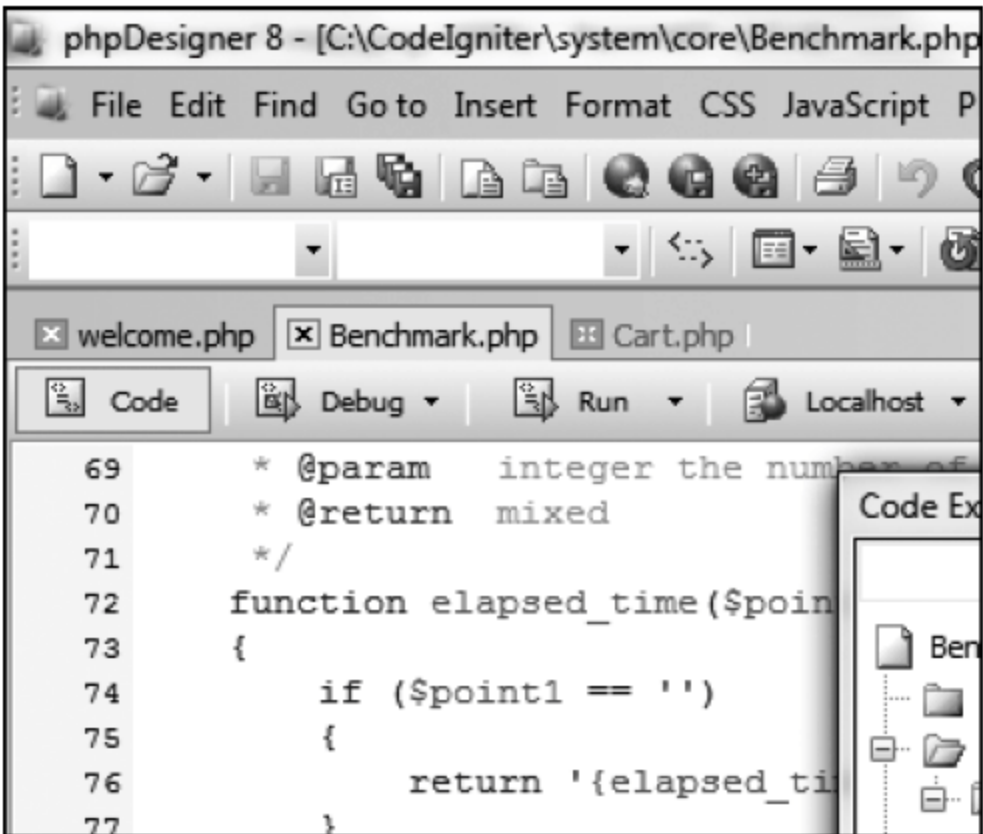 phpDesigner 8 - [C:\CodeIgniter\system\core\Benchmark.php
File Edit Find Go to Insert Format CSS JavaScript P
welcome.php Benchmark.php Cart.php
Code Debug Run Localhost
69 * @param integer the number of
70 * @return mixed
71 */
72 function elapsed_time($poin
73 {
74 if ($point1 == '')
75 {
76 return '{elapsed_ti
77 }
Code Ex
Ben